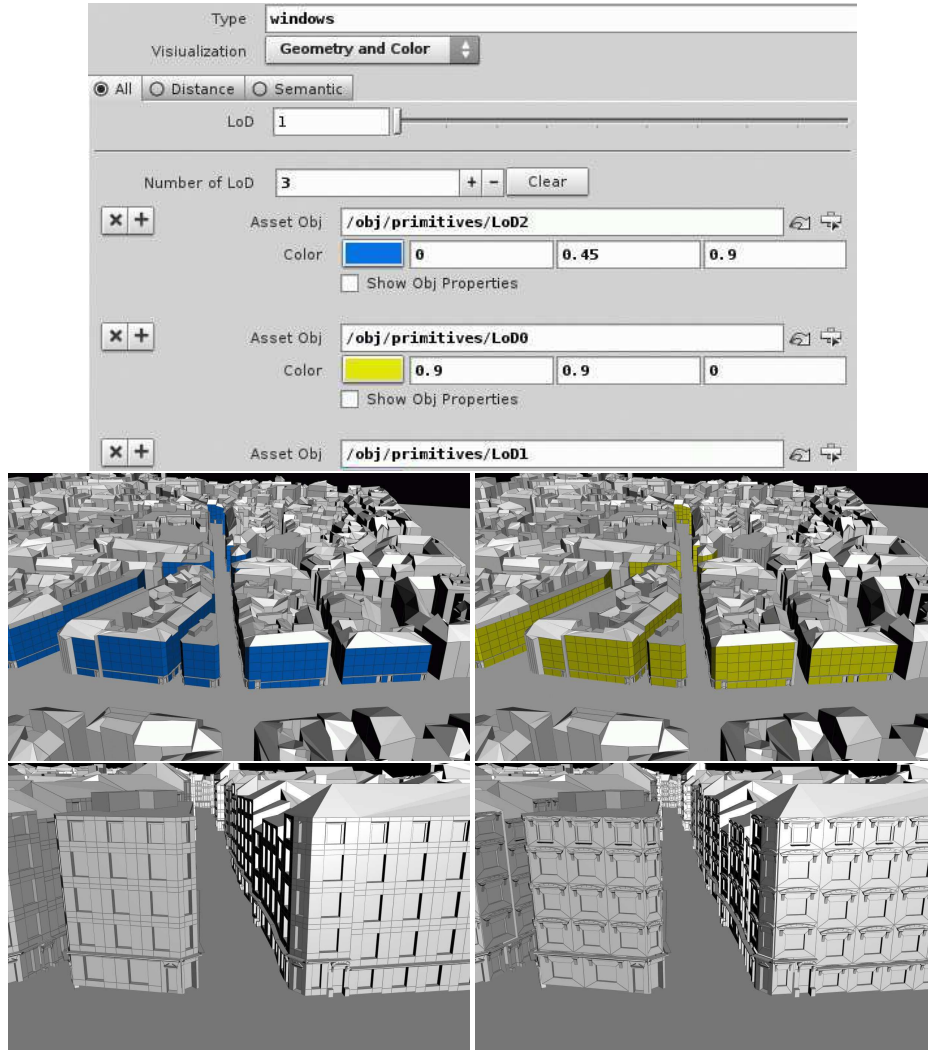 Type windows
Visiualization Geometry and Color
All Distance Semantic
LoD 1
Number of LoD 3 + - Clear
Asset Obj /obj/primitives/LoD2
Color 0 0.45 0.9
Show Obj Properties
Asset Obj /obj/primitives/LoD0
Color 0.9 0.9 0
Show Obj Properties
Asset Obj /obj/primitives/LoD1